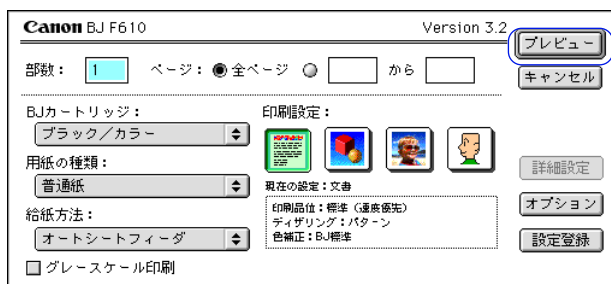 Canon BJ F610 Version 3.2
プレビュー
部数： 1 ページ： 全ページ から
キャンセル
BJカートリッジ：
ブラック／カラー
用紙の種類：
普通紙
給紙方法：
オートシートフィーダ
グレースケール印刷
印刷設定：
現在の設定：文書
印刷品位：標準（速度優先）
ディザリング：パターン
色補正：BJ標準
詳細設定
オプション
設定登録